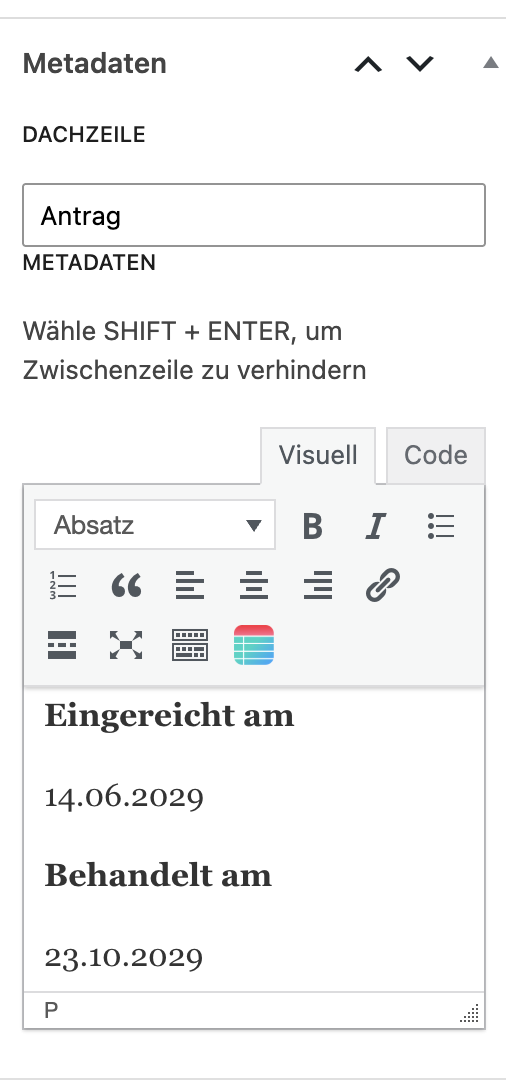 Metadaten
DACHZEILE
Antrag
METADATEN
Wähle SHIFT + ENTER, um
Zwischenzeile zu verhindern
Visuell Code
Absatz B I
Eingereicht am
14.06.2029
Behandelt am
23.10.2029
P